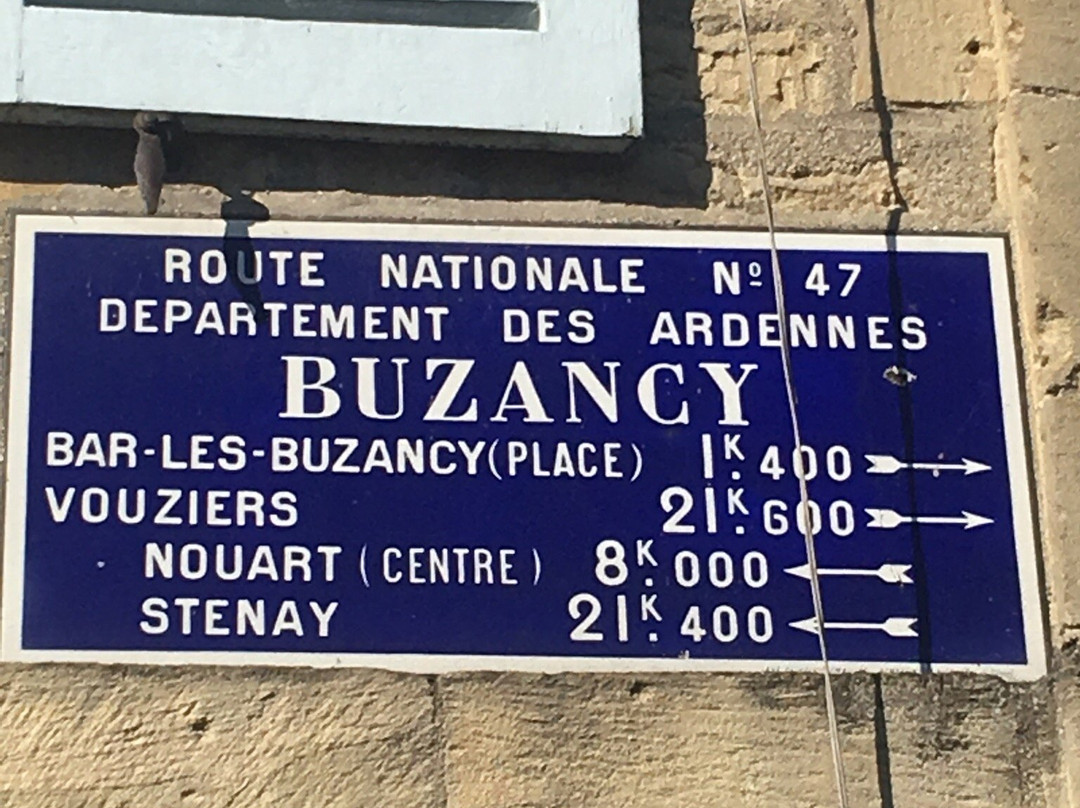 ROUTE NATIONALE Nº 47
DEPARTEMENT DES ARDENNES
BUZANCY
BAR-LES-BUZANCY (PLACE) 1K.400
VOUZIERS 21K.600
NOUART (CENTRE) 8K.000
STENAY 21K.400